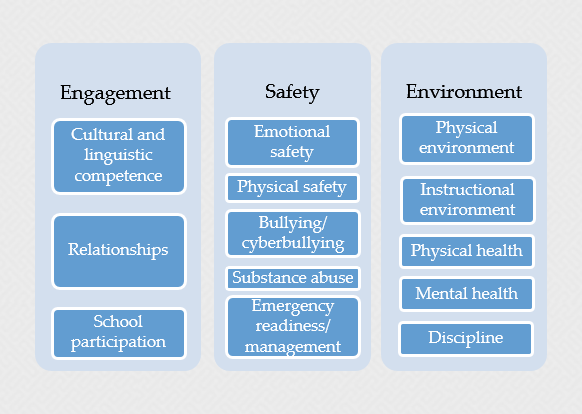 Engagement
Cultural and
linguistic
competence
Relationships
School
participation
Safety
Emotional
safety
Physical safety
Bullying/
cyberbullying
Substance abuse
Emergency
readiness/
management
Environment
Physical
environment
Instructional
environment
Physical health
Mental health
Discipline